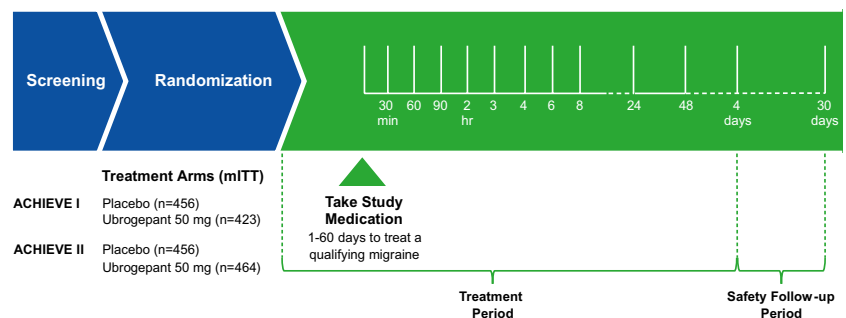 Screening
Randomization
30 60 90 2 3 4 6 8 24 48 4 30
min hr days days
Treatment Arms (mITT)
ACHIEVE I Placebo (n=456)
Ubrogepant 50 mg (n=423)
ACHIEVE II Placebo (n=456)
Ubrogepant 50 mg (n=464)
Take Study
Medication
1-60 days to treat a
qualifying migraine
Treatment
Period
Safety Follow-up
Period